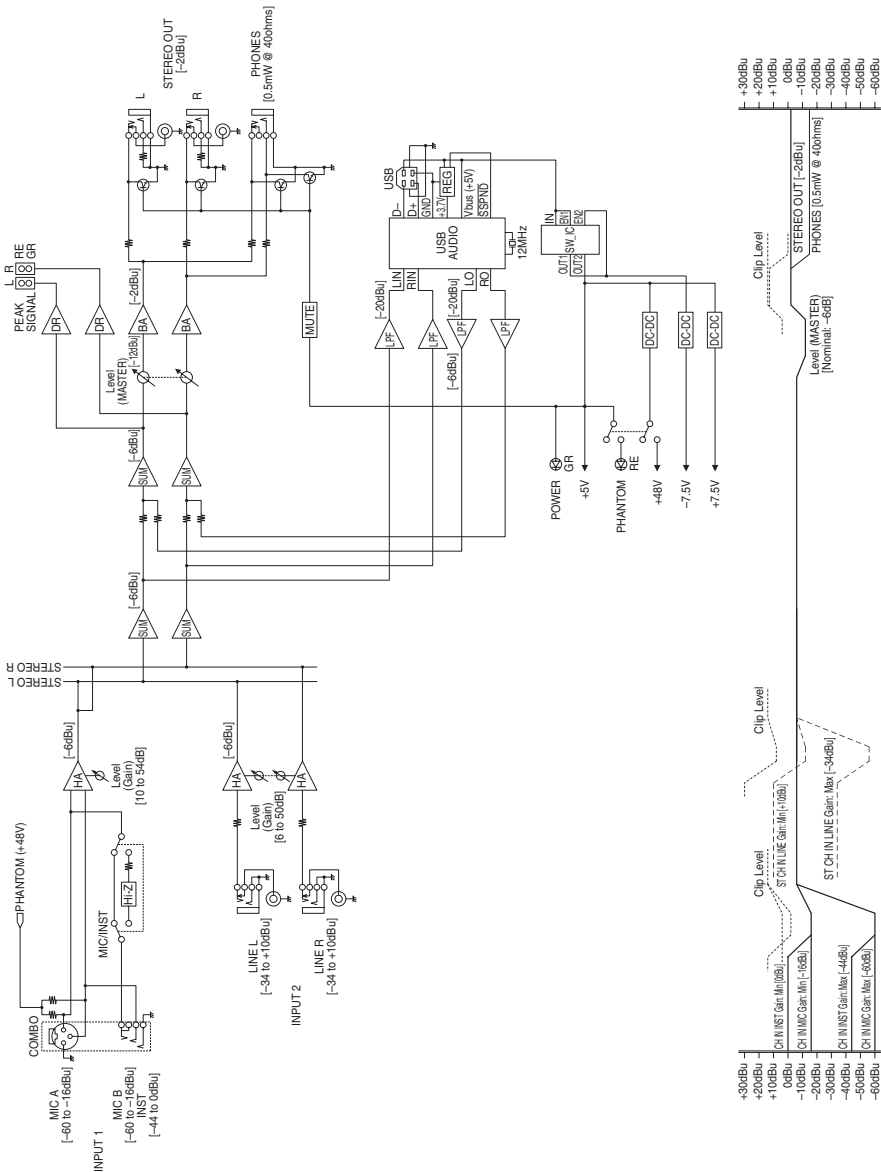 INPUT 1
MIC A
[–60 to –16dBu]
MIC B
[–60 to –16dBu]
INST
[–44 to 0dBu]
COMBO
PHANTOM (+48V)
MIC/INST
HI-Z
HA
[–6dBu]
Level
(Gain)
[10 to 54dB]
INPUT 2
LINE L
[–34 to +10dBu]
LINE R
[–34 to +10dBu]
HA
[–6dBu]
Level
(Gain)
[6 to 50dB]
HA
STEREO L
STEREO R
SUM
[–6dBu]
SUM
SUM
[–6dBu]
SUM
Level
(MASTER)
[–12dBu]
DR
DR
PEAK
SIGNAL
L R
RE
GR
BA
[–2dBu]
BA
L
R
STEREO OUT
[–2dBu]
PHONES
[0.5mW @ 40ohms]
MUTE
[–20dBu]
LPF
LPF
[–20dBu]
LPF
[–6dBu]
LPF
LIN
RIN
LO
RO
USB
AUDIO
USB
D–
D+
GND
+3.7V
REG
Vbus (+5V)
SSPND
12MHz
IN
EN1
EN2
SW_IC
OUT1
OUT2
DC-DC
DC-DC
DC-DC
POWER
GR
+5V
PHANTOM
RE
+48V
–7.5V
+7.5V
+30dBu
+20dBu
+10dBu
0dBu
–10dBu
–20dBu
–30dBu
–40dBu
–50dBu
–60dBu
CH IN INST Gain: Min [0dBu]
CH IN MIC Gain: Min [–16dBu]
CH IN INST Gain: Max [–44dBu]
CH IN MIC Gain: Max [–60dBu]
Clip Level
ST CH IN LINE Gain: Min [+10dBu]
ST CH IN LINE Gain: Max [–34dBu]
Clip Level
Level (MASTER)
[Nominal: –6dB]
Clip Level
STEREO OUT [–2dBu]
PHONES [0.5mW @ 40ohms]
+30dBu
+20dBu
+10dBu
0dBu
–10dBu
–20dBu
–30dBu
–40dBu
–50dBu
–60dBu